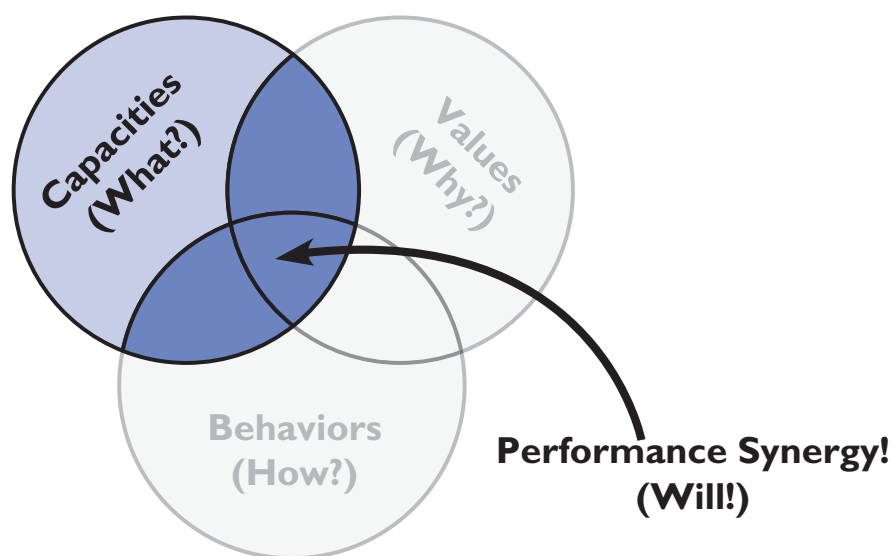 Capacities
(What?)
Values
(Why?)
Behaviors
(How?)
Performance Synergy!
(Will!)